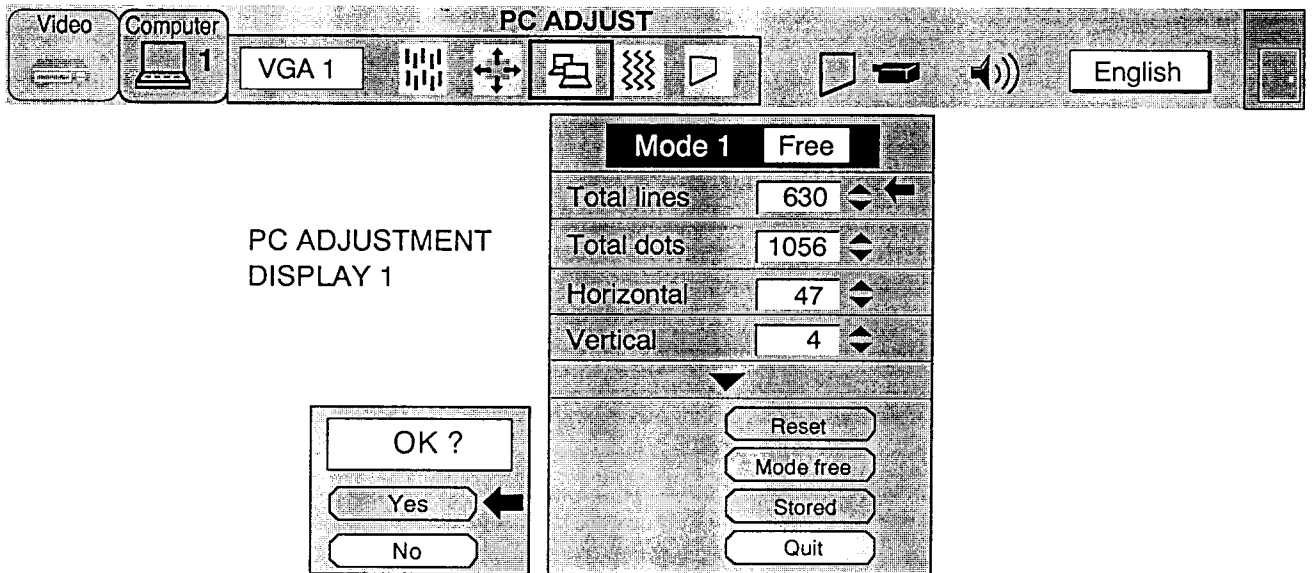 PC ADJUST
Video
Computer
1
VGA 1
English
Mode 1 Free
Total lines 630
Total dots 1056
Horizontal 47
Vertical 4
PC ADJUSTMENT
DISPLAY 1
Reset
Mode free
Stored
Quit
OK ?
Yes
No